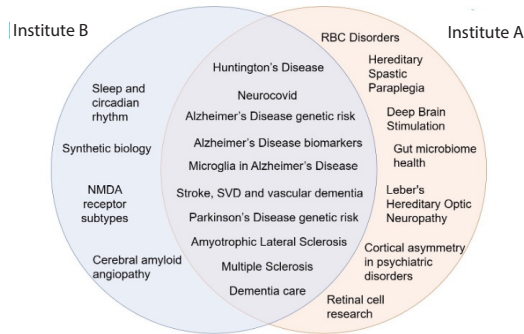 Institute B
Institute A
Sleep and
circadian
rhythm
Synthetic biology
NMDA
receptor
subtypes
Cerebral amyloid
angiopathy
Huntington's Disease
Neurocovid
Alzheimer's Disease genetic risk
Alzheimer's Disease biomarkers
Microglia in Alzheimer's Disease
Stroke, SVD and vascular dementia
Parkinson's Disease genetic risk
Amyotrophic Lateral Sclerosis
Multiple Sclerosis
Dementia care
RBC Disorders
Hereditary
Spastic
Paraplegia
Deep Brain
Stimulation
Gut microbiome
health
Leber's
Hereditary Optic
Neuropathy
Cortical asymmetry
in psychiatric
disorders
Retinal cell
research